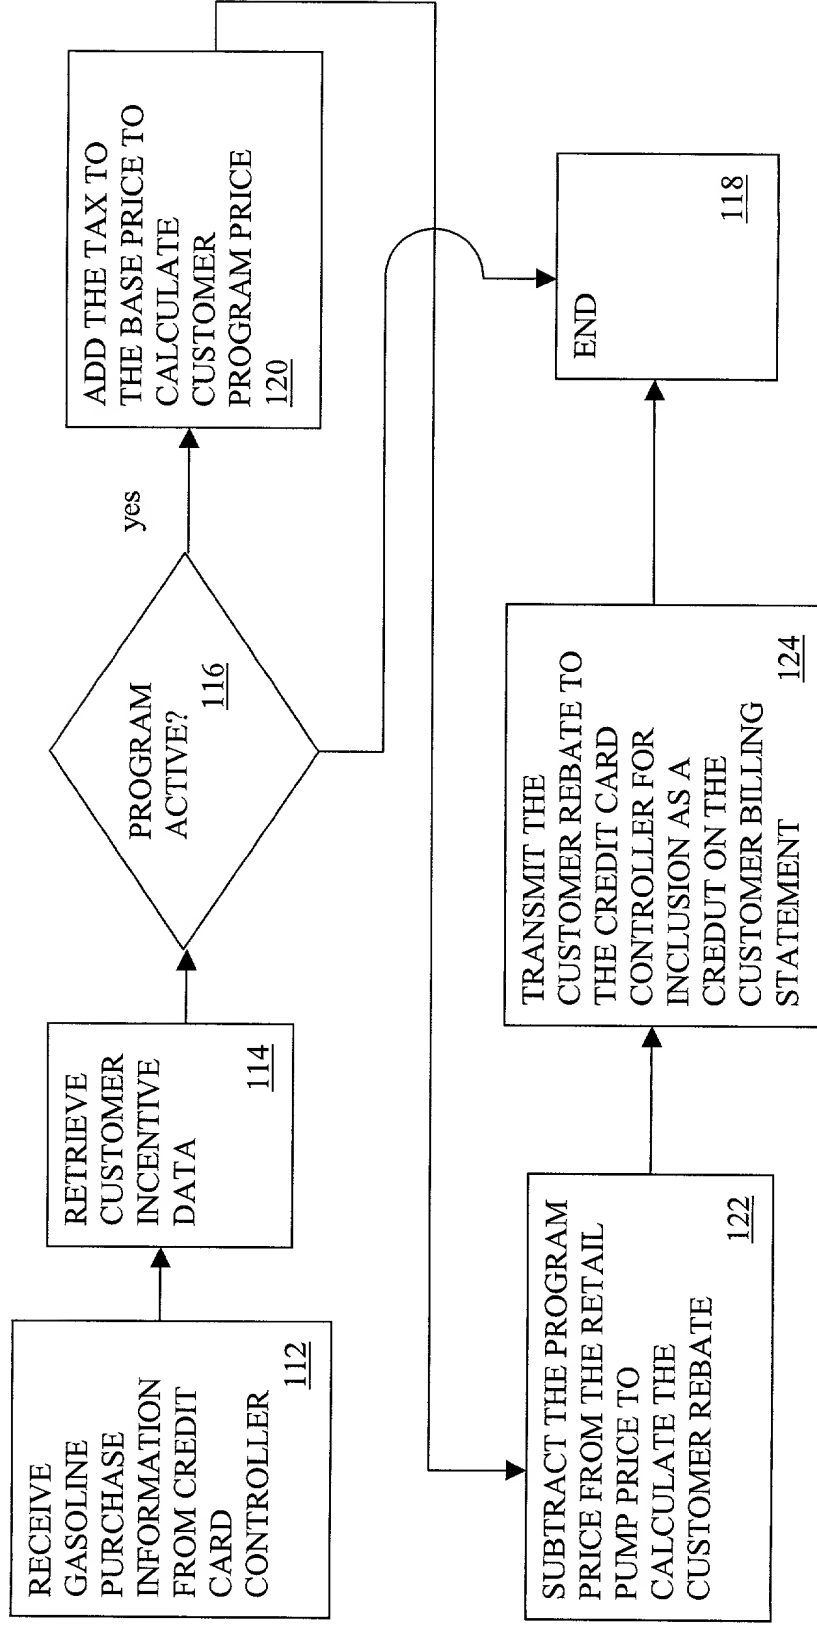 RECEIVE
GASOLINE
PURCHASE
INFORMATION
FROM CREDIT
CARD
CONTROLLER
112
RETRIEVE
CUSTOMER
INCENTIVE
DATA
114
PROGRAM
ACTIVE?
116
yes
ADD THE TAX TO
THE BASE PRICE TO
CALCULATE
CUSTOMER
PROGRAM PRICE
120
SUBTRACT THE PROGRAM
PRICE FROM THE RETAIL
PUMP PRICE TO
CALCULATE THE
CUSTOMER REBATE
122
TRANSMIT THE
CUSTOMER REBATE TO
THE CREDIT CARD
CONTROLLER FOR
INCLUSION AS A
CREDUT ON THE
CUSTOMER BILLING
STATEMENT
124
END
118